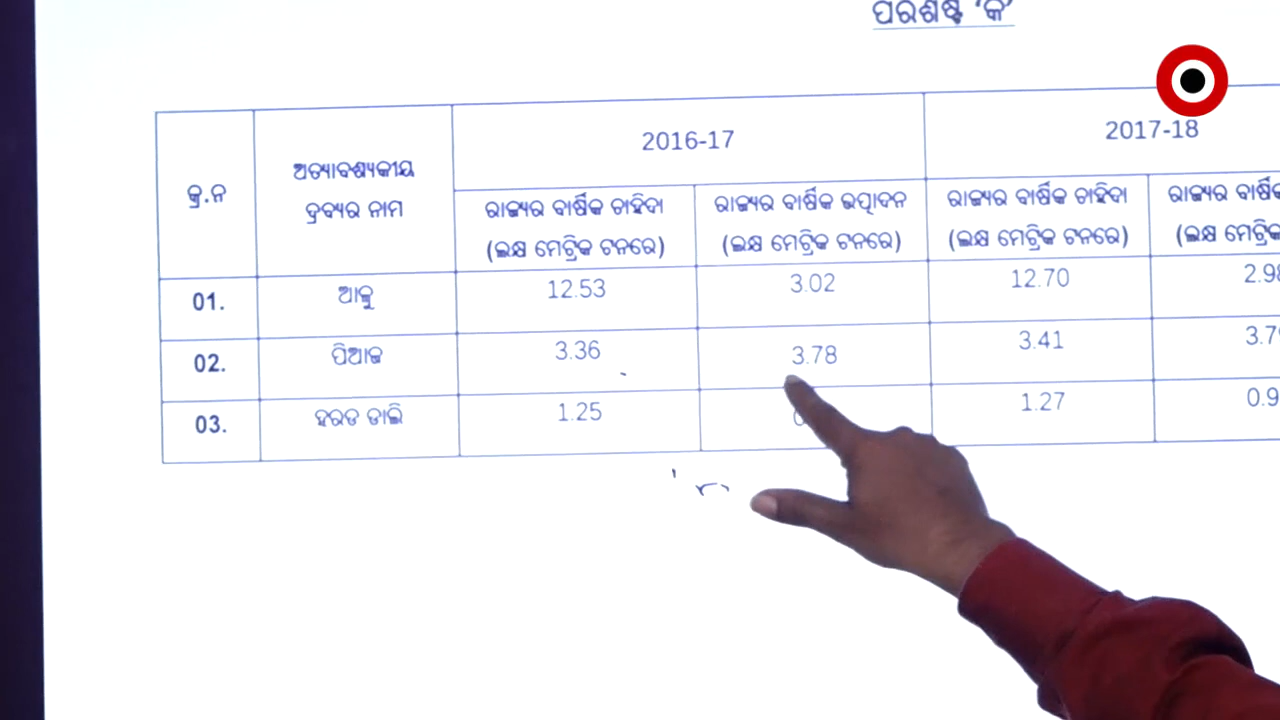 ପରିଶିଷ୍ଟ ‘କ’
2016-17
2017-18
କ୍ର.ନ
ଅତ୍ୟାବଶ୍ୟକୀୟ
ଦ୍ରବ୍ୟର ନାମ
ରାଜ୍ୟର ବାର୍ଷିକ ଚାହିଦା
(ଲକ୍ଷ ମେଟ୍ରିକ ଟନରେ)
ରାଜ୍ୟର ବାର୍ଷିକ ଉତ୍ପାଦନ
(ଲକ୍ଷ ମେଟ୍ରିକ ଟନରେ)
ରାଜ୍ୟର ବାର୍ଷିକ ଚାହିଦା
(ଲକ୍ଷ ମେଟ୍ରିକ ଟନରେ)
ରାଜ୍ୟର
(ଲକ୍ଷ ମେଟ୍ରିକ
01. ଆଳୁ 12.53 3.02 12.70
02. ପିଆଜ 3.36 3.78 3.41
03. ହରଡ ଡାଲି 1.25 1.27